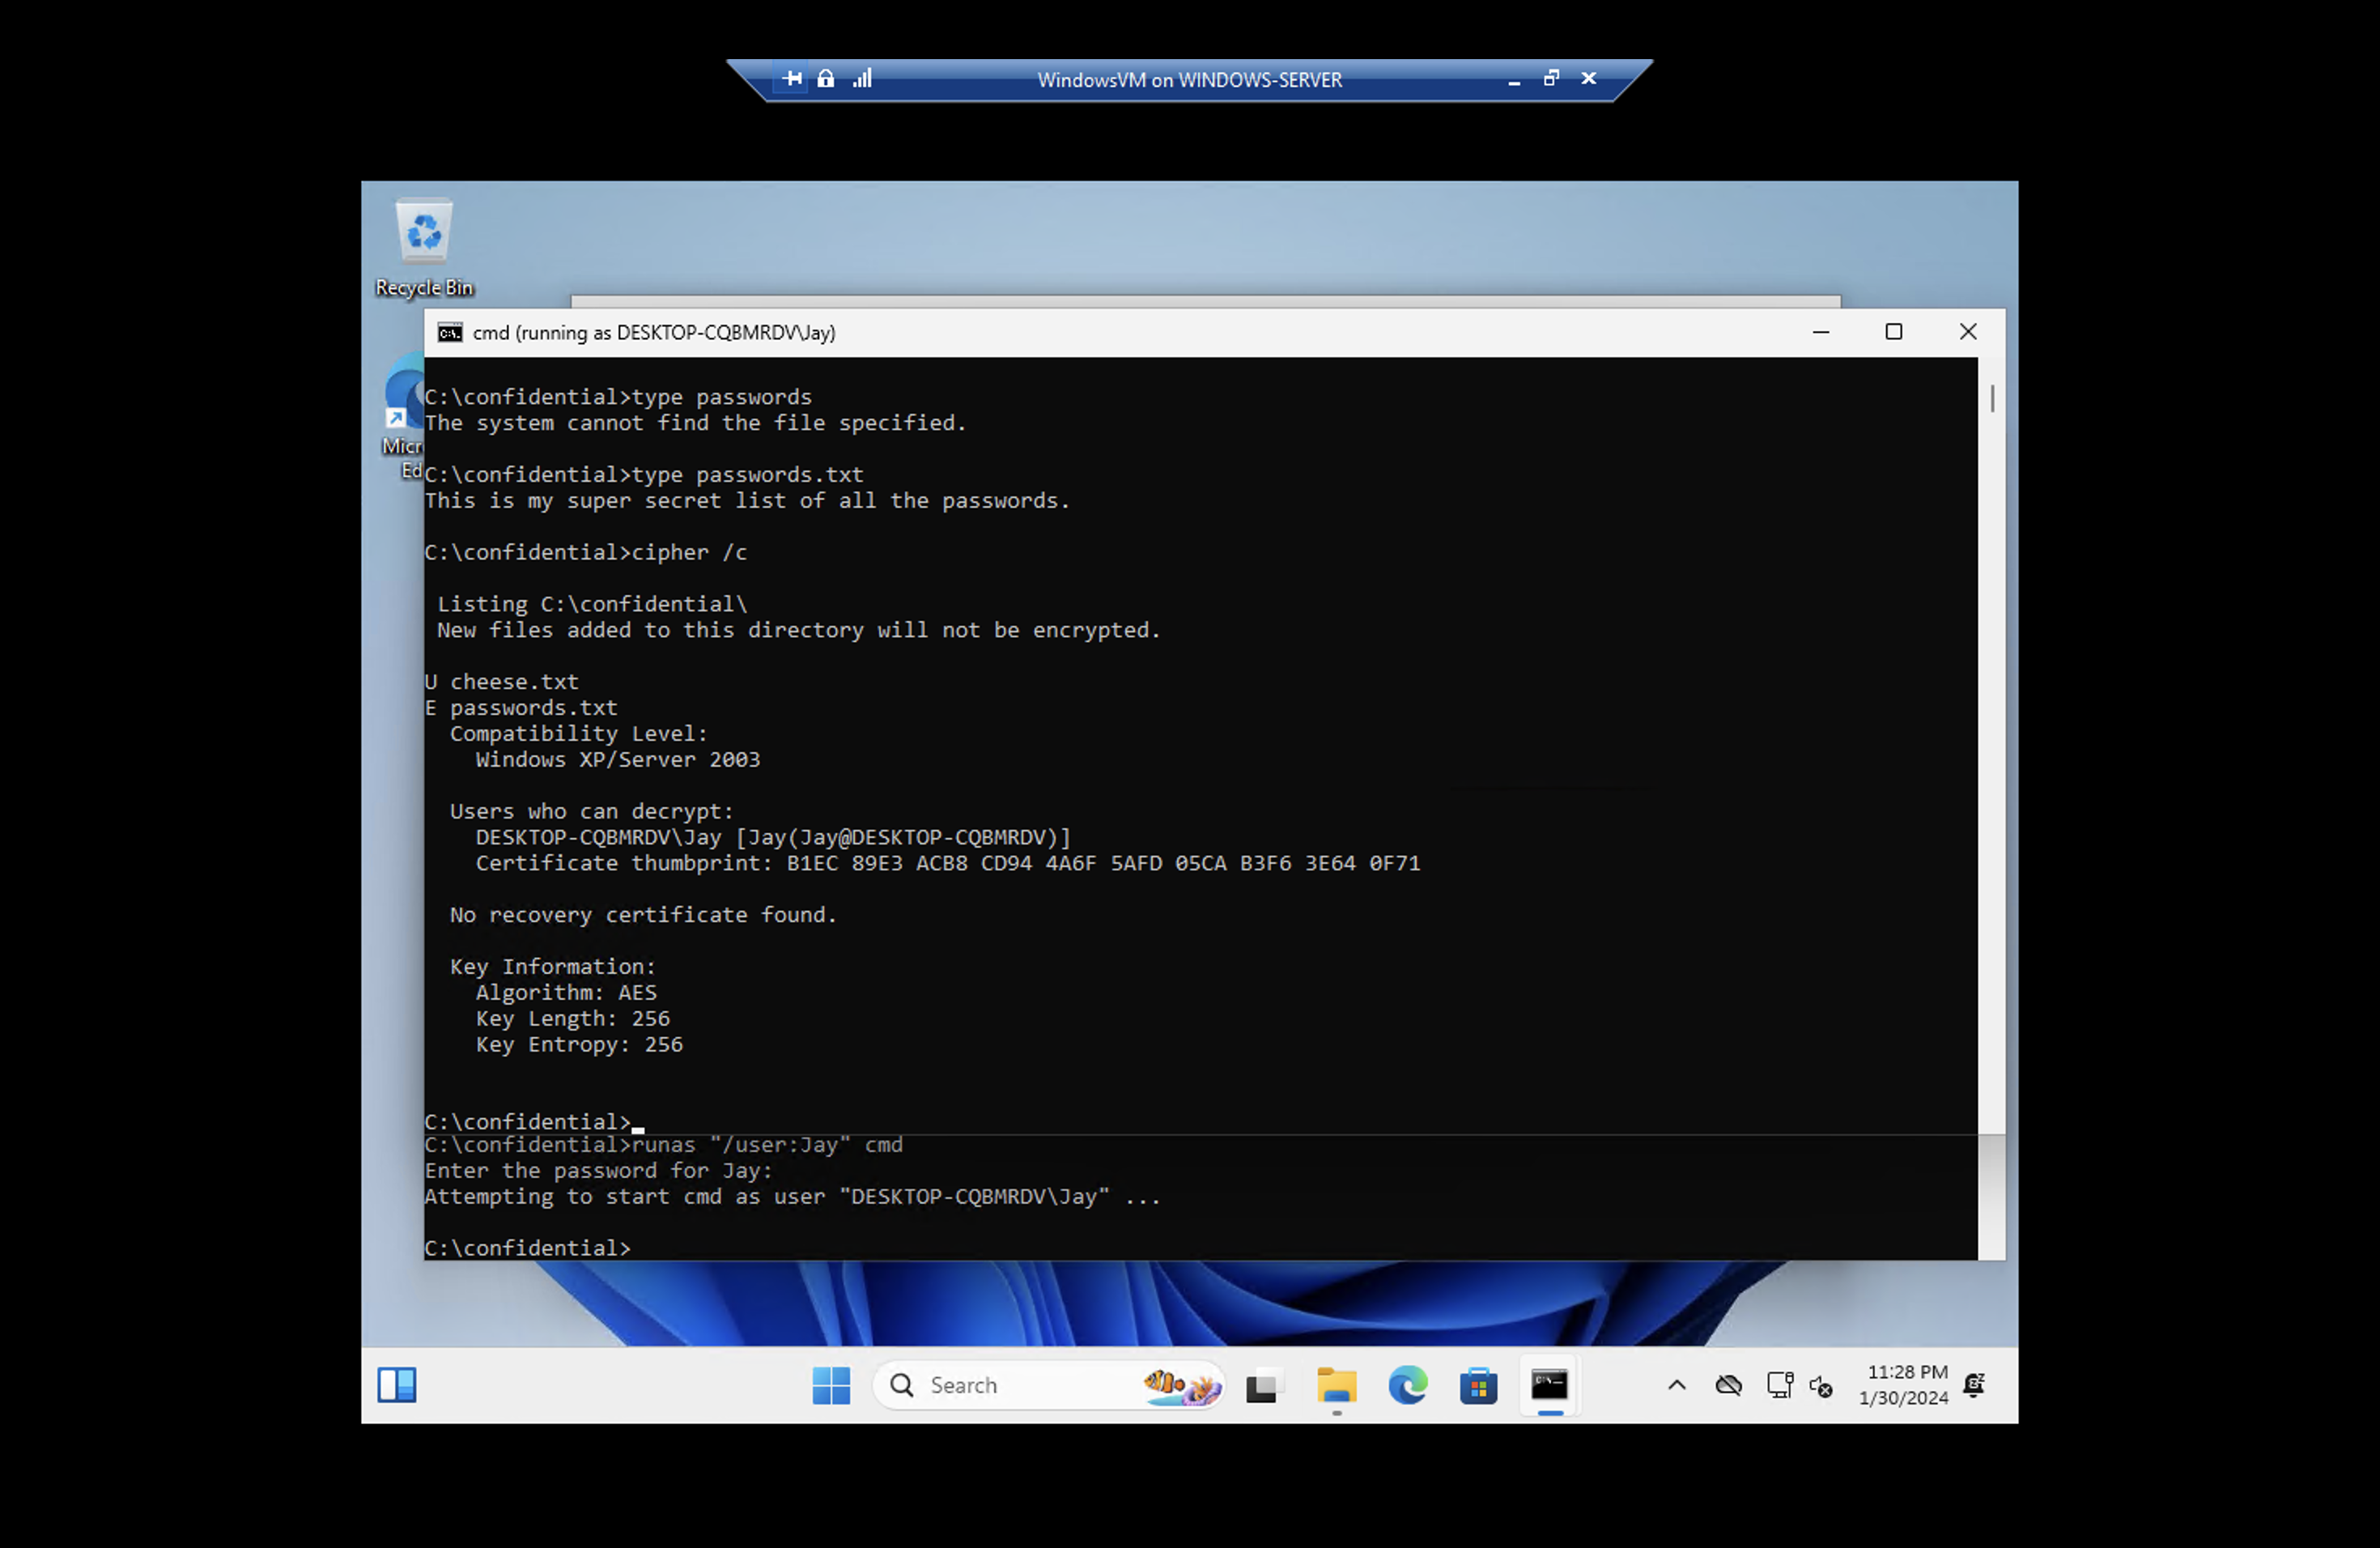 WindowsVM on WINDOWS-SERVER
Recycle Bin
cmd (running as DESKTOP-CQBMRDV\Jay)
C:\confidential>type passwords
The system cannot find the file specified.
C:\confidential>type passwords.txt
This is my super secret list of all the passwords.
C:\confidential>cipher /c
Listing C:\confidential\
New files added to this directory will not be encrypted.
U cheese.txt
E passwords.txt
Compatibility Level:
Windows XP/Server 2003
Users who can decrypt:
DESKTOP-CQBMRDV\Jay [Jay(Jay@DESKTOP-CQBMRDV)]
Certificate thumbprint: B1EC 89E3 ACB8 CD94 4A6F 5AFD 05CA B3F6 3E64 0F71
No recovery certificate found.
Key Information:
Algorithm: AES
Key Length: 256
Key Entropy: 256
C:\confidential>
C:\confidential>runas "/user:Jay" cmd
Enter the password for Jay:
Attempting to start cmd as user "DESKTOP-CQBMRDV\Jay" ...
C:\confidential>
Micr
Ed
Search
11:28 PM
1/30/2024